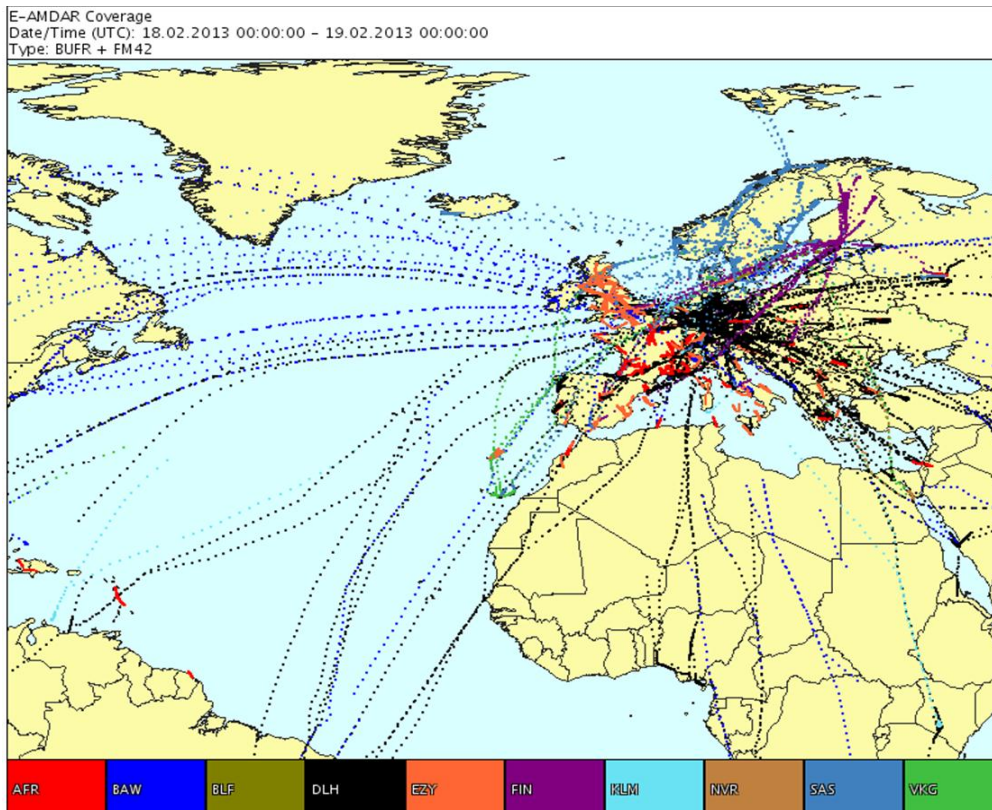 E-AMDAR Coverage
Date/Time (UTC): 18.02.2013 00:00:00 - 19.02.2013 00:00:00
Type: BUFR + FM42
AFR BAW BLF DLH EZY FIN KLM NVR SAS VKG